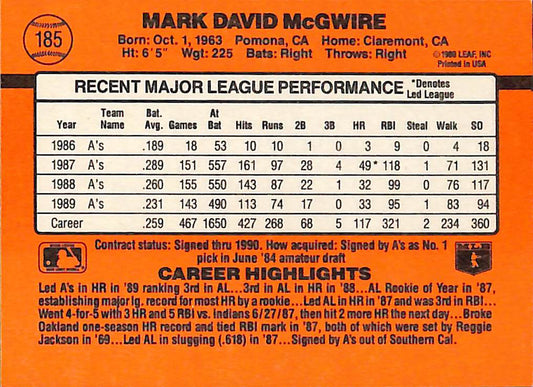 185
MARK DAVID McGWIRE
Born: Oct. 1, 1963 Pomona, CA Home: Claremont, CA
Ht: 6'5" Wgt: 225 Bats: Right Throws: Right
© 1989 LEAF, INC
Printed in USA
RECENT MAJOR LEAGUE PERFORMANCE *Denotes Led League
Year Team Name Bat. Avg. Games At Bat Hits Runs 2B 3B HR RBI Steal Walk SO
1986 A's .189 18 53 10 10 1 0 3 9 0 4 18
1987 A's .289 151 557 161 97 28 4 49* 118 1 71 131
1988 A's .260 155 550 143 87 22 1 32 99 0 76 117
1989 A's .231 143 490 113 74 17 0 33 95 1 83 94
Career .259 467 1650 427 268 68 5 117 321 2 234 360
Contract status: Signed thru 1990. How acquired: Signed by A's as No. 1
pick in June '84 amateur draft
CAREER HIGHLIGHTS
Led A's in HR in '89 ranking 3rd in AL...3rd in AL in HR in '88...AL Rookie of Year in '87,
establishing major lg. record for most HR by a rookie...Led AL in HR in '87 and was 3rd in RBI...
Went 4-for-5 with 3 HR and 5 RBI vs. Indians 6/27/87, then hit 2 more HR the next day...Broke
Oakland one-season HR record and tied RBI mark in '87, both of which were set by Reggie
Jackson in '69...Led AL in slugging (.618) in '87...Signed by A's out of Southern Cal.